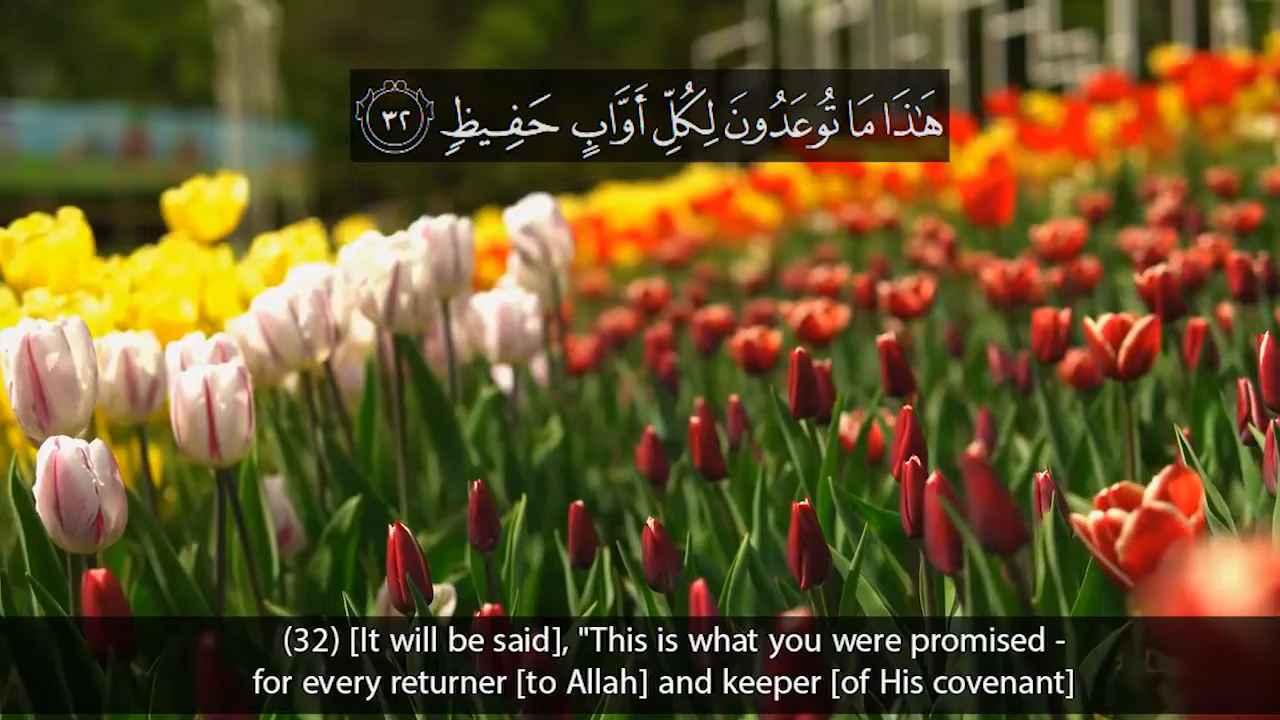 هَٰذَا مَا تُوعَدُونَ لِكُلِّ أَوَّابٍ حَفِيظٍ ٣٢
(32) [It will be said], "This is what you were promised -
for every returner [to Allah] and keeper [of His covenant]